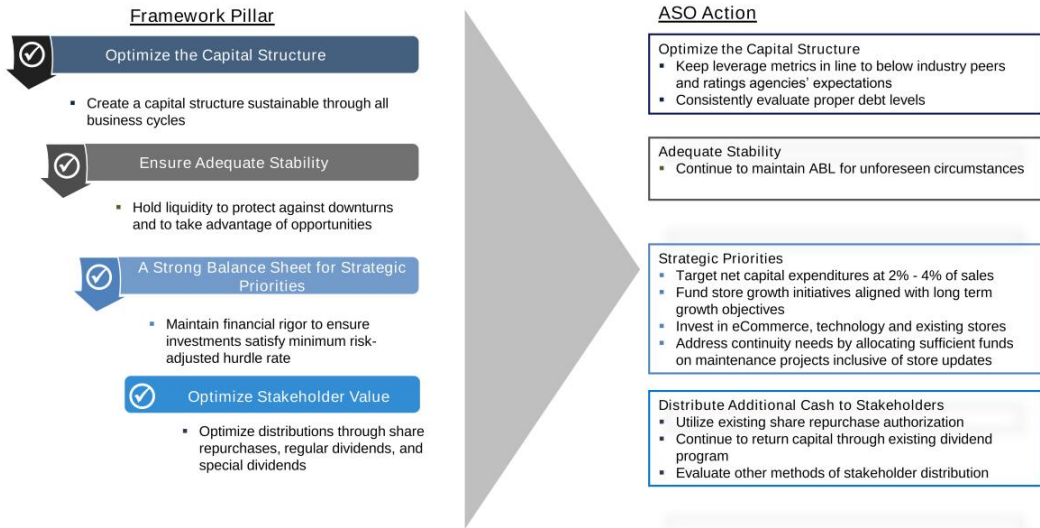 Framework Pillar
Optimize the Capital Structure
▪ Create a capital structure sustainable through all
business cycles
Ensure Adequate Stability
▪ Hold liquidity to protect against downturns
and to take advantage of opportunities
A Strong Balance Sheet for Strategic
Priorities
▪ Maintain financial rigor to ensure
investments satisfy minimum risk-
adjusted hurdle rate
Optimize Stakeholder Value
▪ Optimize distributions through share
repurchases, regular dividends, and
special dividends
ASO Action
Optimize the Capital Structure
▪ Keep leverage metrics in line to below industry peers
and ratings agencies’ expectations
▪ Consistently evaluate proper debt levels
Adequate Stability
▪ Continue to maintain ABL for unforeseen circumstances
Strategic Priorities
▪ Target net capital expenditures at 2% - 4% of sales
▪ Fund store growth initiatives aligned with long term
growth objectives
▪ Invest in eCommerce, technology and existing stores
▪ Address continuity needs by allocating sufficient funds
on maintenance projects inclusive of store updates
Distribute Additional Cash to Stakeholders
▪ Utilize existing share repurchase authorization
▪ Continue to return capital through existing dividend
program
▪ Evaluate other methods of stakeholder distribution